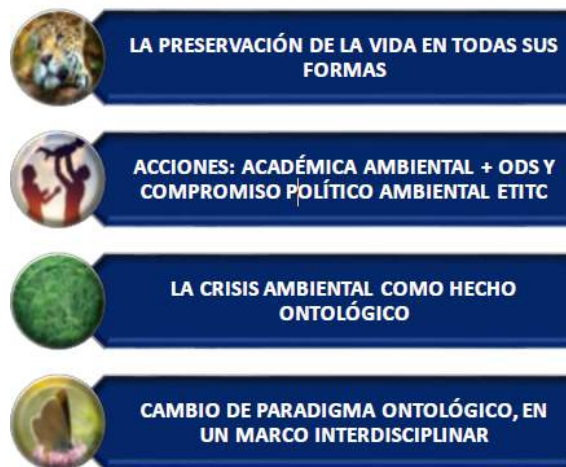 LA PRESERVACIÓN DE LA VIDA EN TODAS SUS
FORMAS
ACCIONES: ACADÉMICA AMBIENTAL + ODS Y
COMPROMISO POLÍTICO AMBIENTAL ETITC
LA CRISIS AMBIENTAL COMO HECHO
ONTOLÓGICO
CAMBIO DE PARADIGMA ONTOLÓGICO, EN
UN MARCO INTERDISCIPLINAR